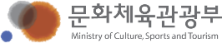 문화체육관광부
Ministry of Culture, Sports and Tourism